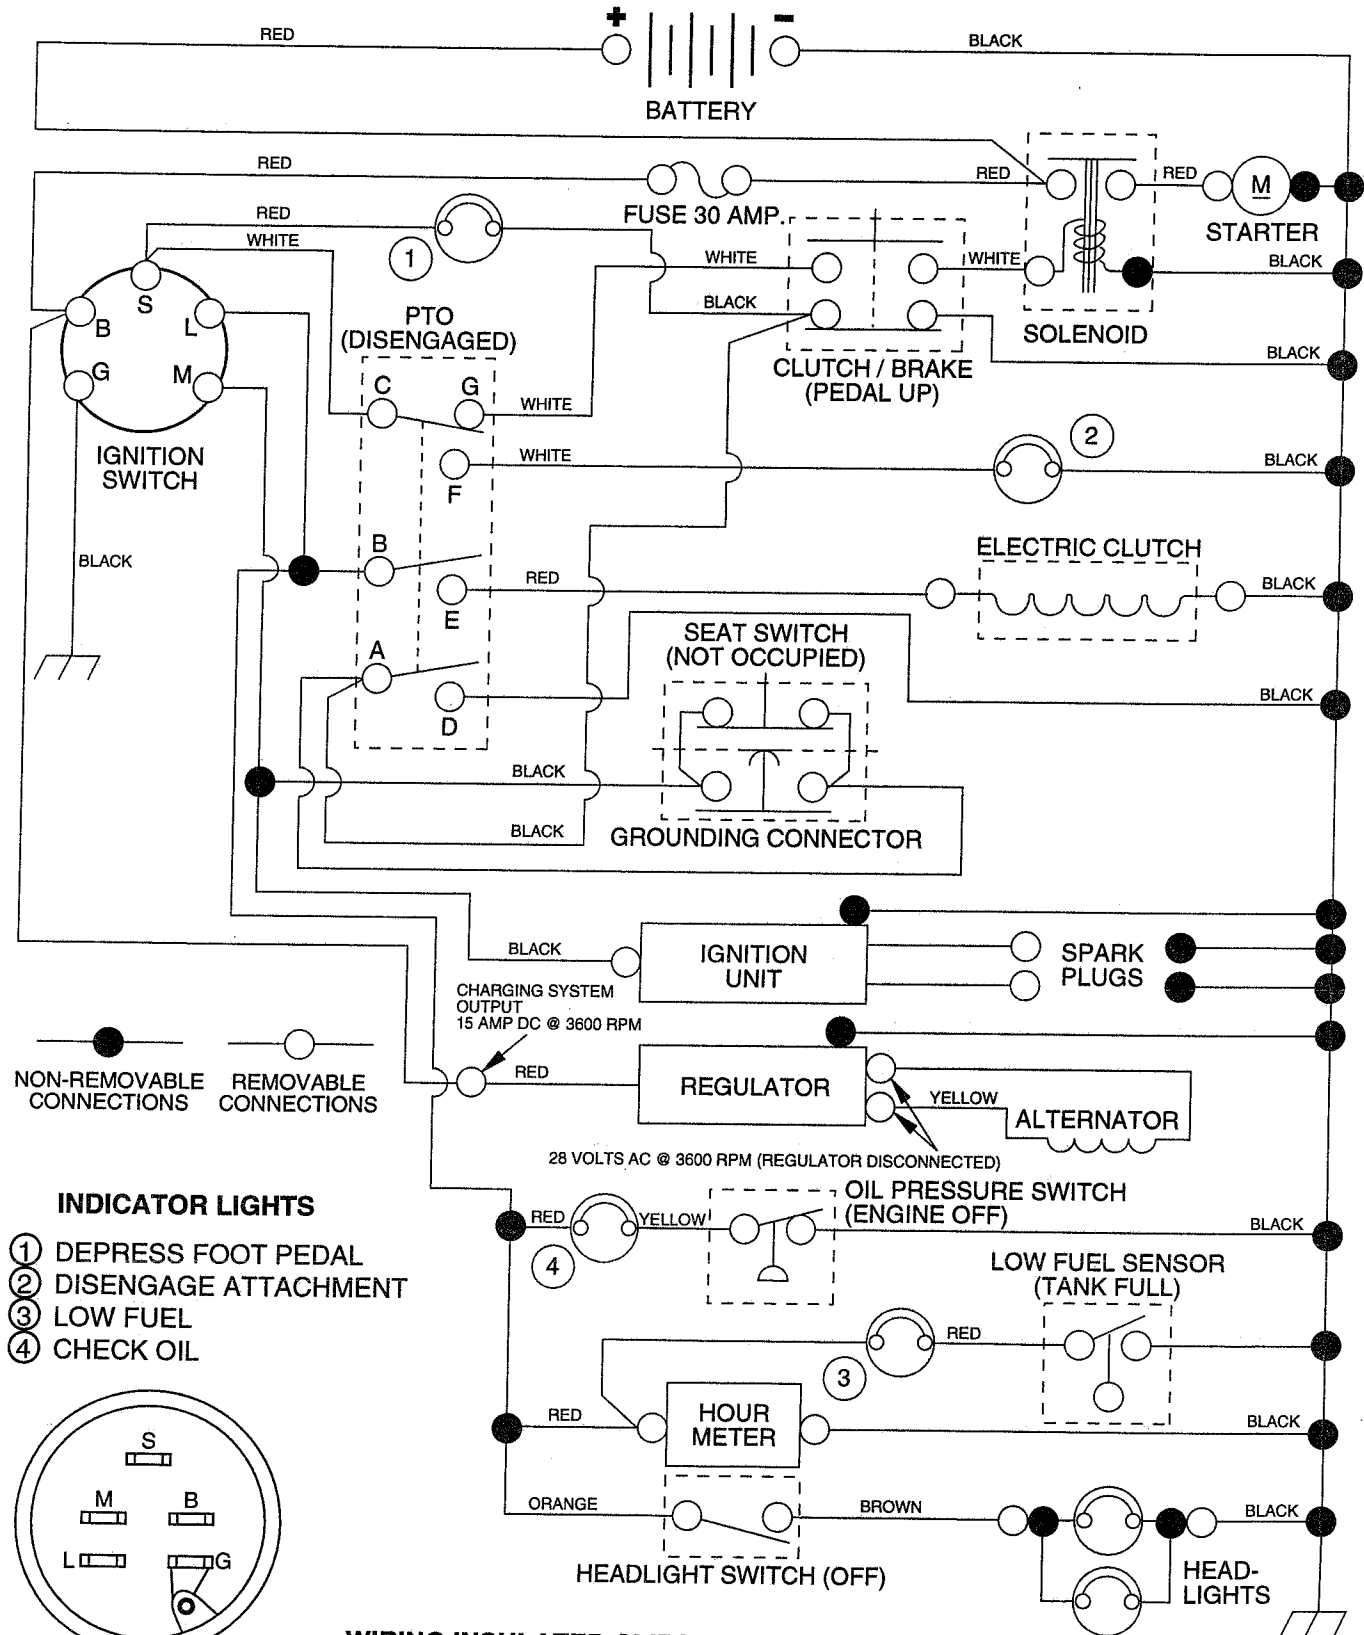 + -
RED
BLACK
BATTERY
RED
FUSE 30 AMP.
RED
RED
M
STARTER
RED
1
WHITE
WHITE
BLACK
WHITE
BLACK
SOLENOID
S
B
L
G
M
IGNITION
SWITCH
PTO
(DISENGAGED)
CLUTCH / BRAKE
(PEDAL UP)
BLACK
C
G
WHITE
F
WHITE
2
BLACK
BLACK
B
E
RED
ELECTRIC CLUTCH
BLACK
A
D
SEAT SWITCH
(NOT OCCUPIED)
BLACK
BLACK
BLACK
GROUNDING CONNECTOR
BLACK
IGNITION
UNIT
SPARK
PLUGS
CHARGING SYSTEM
OUTPUT
15 AMP DC @ 3600 RPM
RED
REGULATOR
YELLOW
ALTERNATOR
28 VOLTS AC @ 3600 RPM (REGULATOR DISCONNECTED)
NON-REMOVABLE
CONNECTIONS
REMOVABLE
CONNECTIONS
INDICATOR LIGHTS
1 DEPRESS FOOT PEDAL
2 DISENGAGE ATTACHMENT
3 LOW FUEL
4 CHECK OIL
RED
4
YELLOW
OIL PRESSURE SWITCH
(ENGINE OFF)
BLACK
LOW FUEL SENSOR
(TANK FULL)
3
RED
RED
HOUR
METER
BLACK
ORANGE
HEADLIGHT SWITCH (OFF)
BROWN
BLACK
HEAD-
LIGHTS
S
M
B
L
G